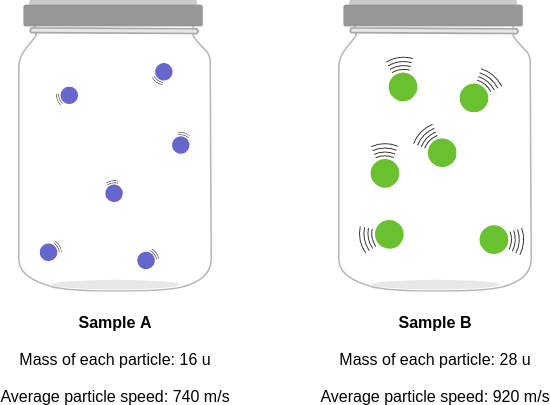 Sample A
Mass of each particle: 16 u
Average particle speed: 740 m/s
Sample B
Mass of each particle: 28 u
Average particle speed: 920 m/s